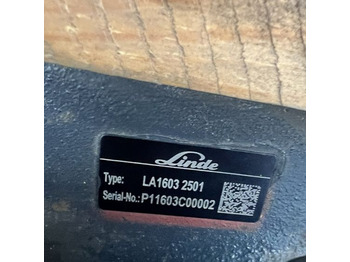 Linde
Type: LA1603 2501
Serial-No.: P11603C00002